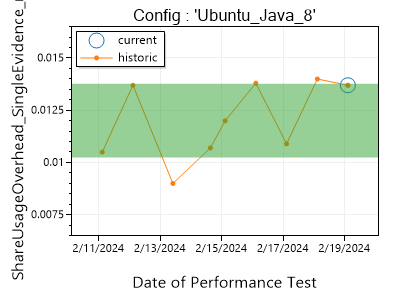 Config : 'Ubuntu_Java_8'
current
historic
0.015
0.0125
0.01
0.0075
ShareUsageOverhead_SingleEvidence_
2/11/2024 2/13/2024 2/15/2024 2/17/2024 2/19/2024
Date of Performance Test